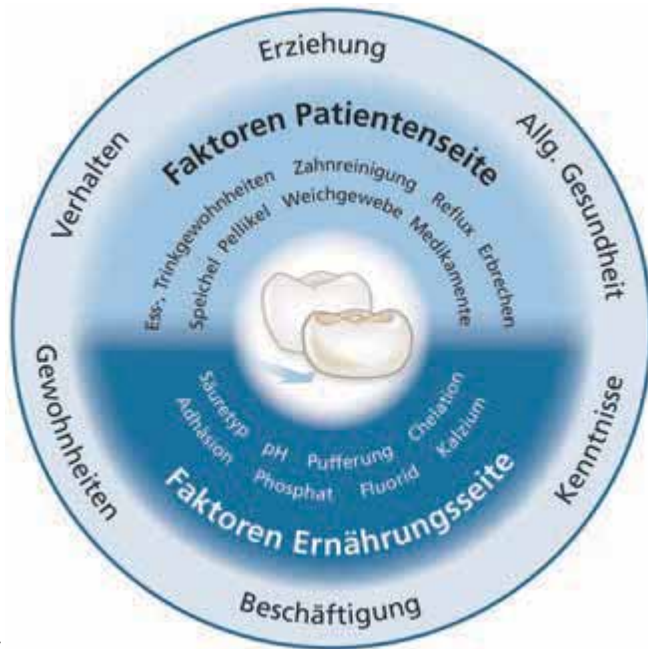 Erziehung
Verhalten
Allg. Gesundheit
Faktoren Patientenseite
Ess-, Trinkgewohnheiten Zahnreinigung Reflux Erbrechen
Speichel Pellikel Weichgewebe Medikamente
Säuretyp pH Pufferung Chelation
Adhäsion Phosphat Fluorid Kalzium
Faktoren Ernährungsseite
Gewohnheiten
Kenntnisse
Beschäftigung